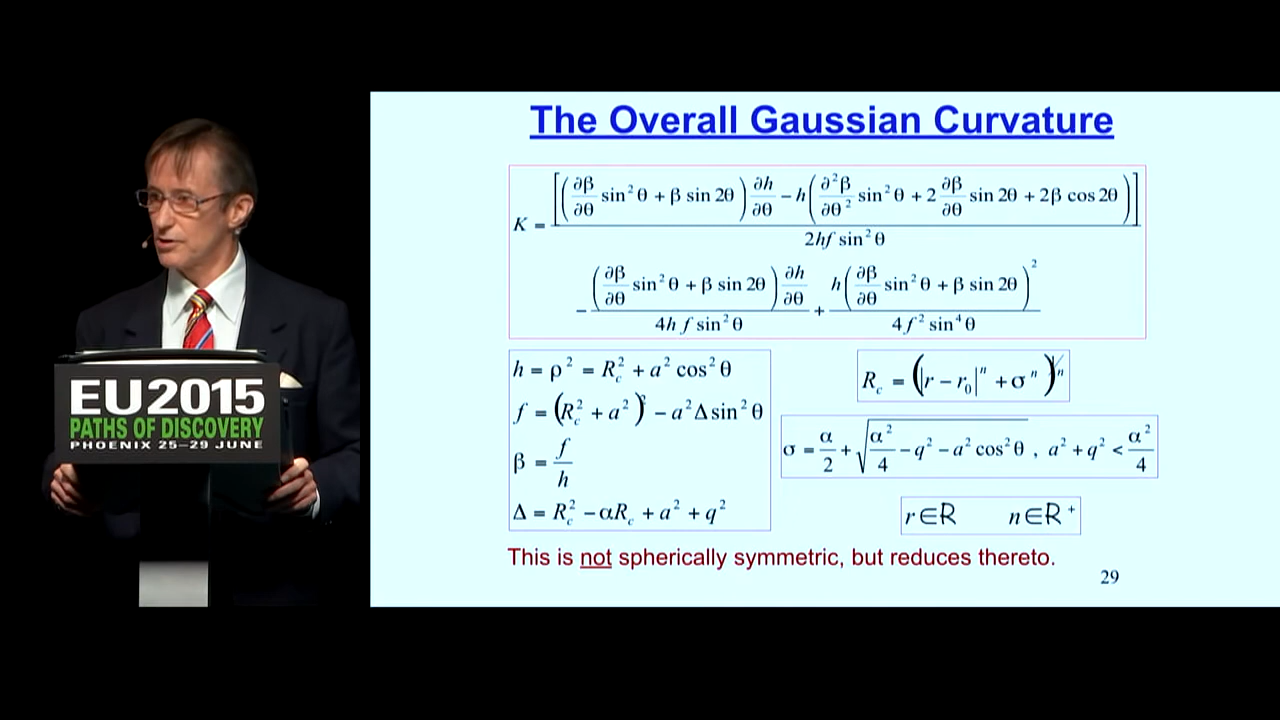 The Overall Gaussian Curvature
K = [(∂β/∂θ sin²θ + β sin 2θ) ∂h/∂θ − h(∂²β/∂θ² sin²θ + 2 ∂β/∂θ sin 2θ + 2β cos 2θ)] / 2hf sin²θ
− (∂β/∂θ sin²θ + β sin 2θ) ∂h/∂θ / 4h f sin²θ + h(∂β/∂θ sin²θ + β sin 2θ)² / 4f² sin⁴θ
h = ρ² = R_c² + a² cos²θ
R_c = (|r − r₀|ⁿ + σⁿ)^(1/n)
f = (R_c² + a²)² − a²Δ sin²θ
σ = α/2 + √(α²/4 − q² − a² cos²θ) , a² + q² < α²/4
β = f/h
Δ = R_c² − αR_c + a² + q²
r∈ℝ n∈ℝ⁺
This is not spherically symmetric, but reduces thereto.
29
EU2015
PATHS OF DISCOVERY
PHOENIX 25–29 JUNE